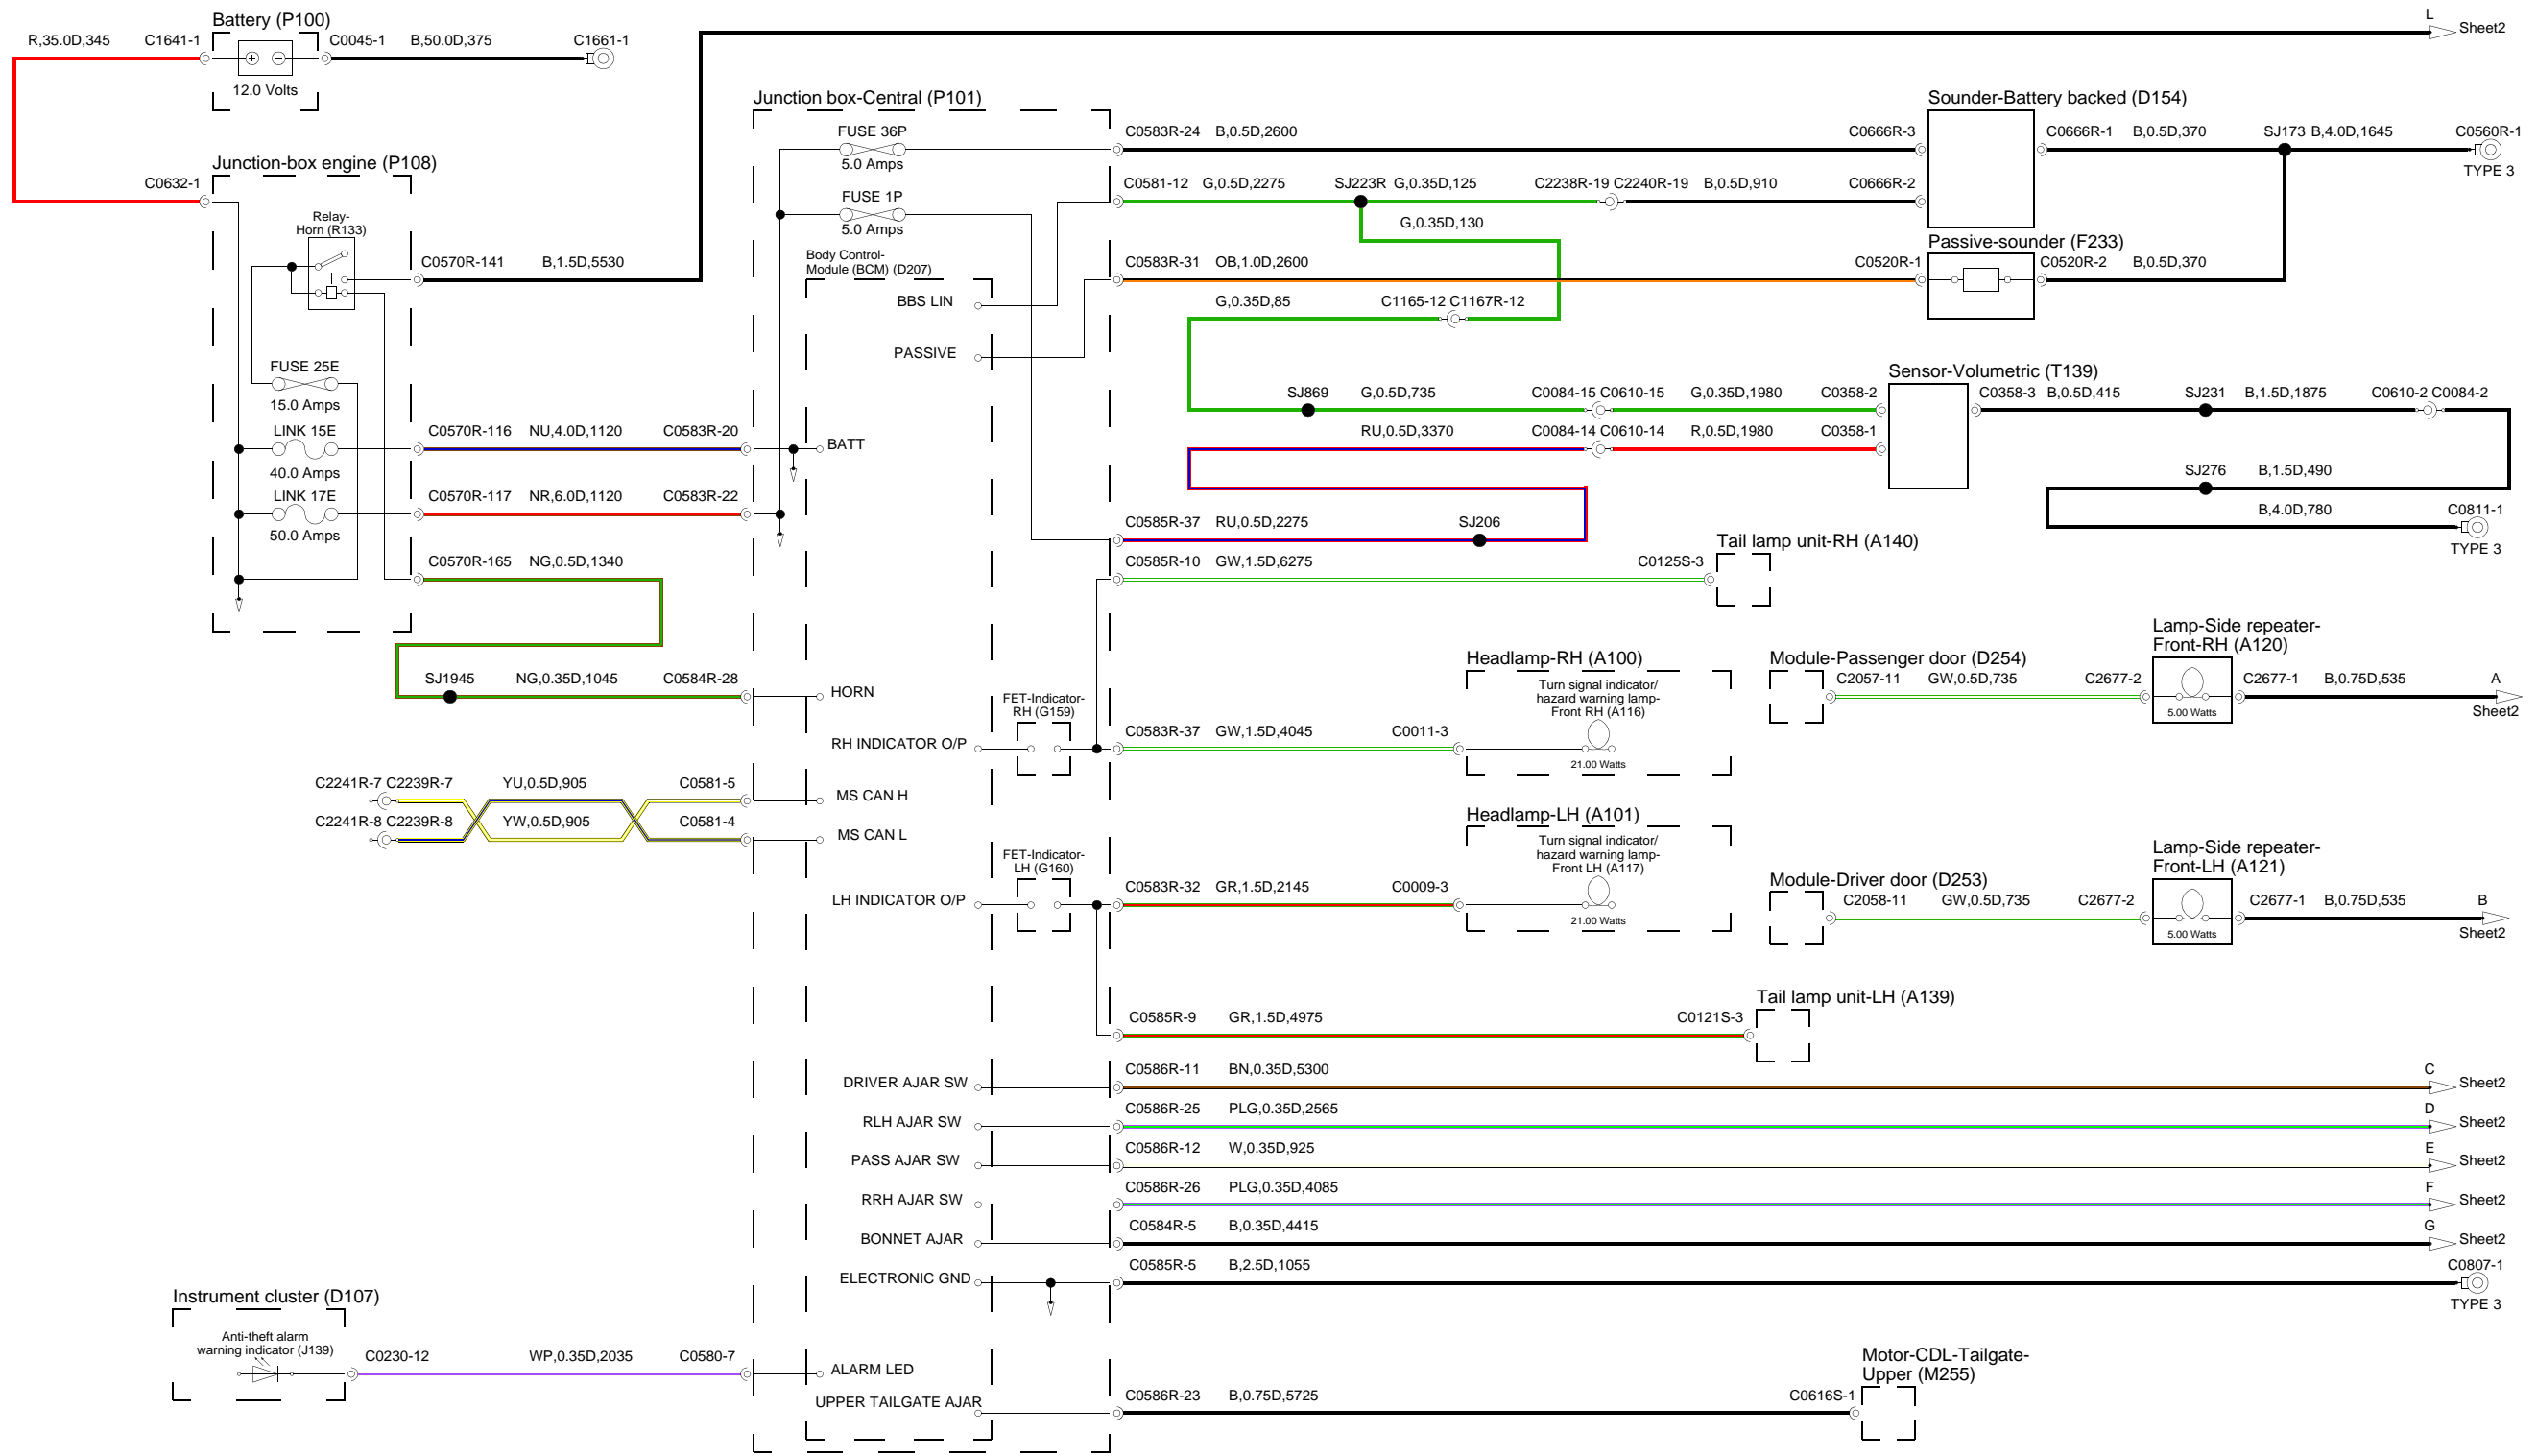 L
Sheet2
Battery (P100)
R,35.0D,345
C1641-1
C0045-1
B,50.0D,375
C1661-1
12.0 Volts
Junction box-Central (P101)
Sounder-Battery backed (D154)
FUSE 36P
5.0 Amps
C0583R-24
B,0.5D,2600
C0666R-3
C0666R-1
B,0.5D,370
SJ173
B,4.0D,1645
C0560R-1
TYPE 3
Junction-box engine (P108)
C0632-1
FUSE 1P
5.0 Amps
C0581-12
G,0.5D,2275
SJ223R
G,0.35D,125
C2238R-19
C2240R-19
B,0.5D,910
C0666R-2
G,0.35D,130
Relay-
Horn (R133)
Passive-sounder (F233)
Body Control-
Module (BCM) (D207)
C0570R-141
B,1.5D,5530
C0583R-31
OB,1.0D,2600
C0520R-1
C0520R-2
B,0.5D,370
BBS LIN
G,0.35D,85
C1165-12
C1167R-12
PASSIVE
FUSE 25E
15.0 Amps
Sensor-Volumetric (T139)
SJ869
G,0.5D,735
C0084-15
C0610-15
G,0.35D,1980
C0358-2
C0358-3
B,0.5D,415
SJ231
B,1.5D,1875
C0610-2
C0084-2
LINK 15E
40.0 Amps
C0570R-116
NU,4.0D,1120
C0583R-20
BATT
RU,0.5D,3370
C0084-14
C0610-14
R,0.5D,1980
C0358-1
SJ276
B,1.5D,490
LINK 17E
50.0 Amps
C0570R-117
NR,6.0D,1120
C0583R-22
B,4.0D,780
C0811-1
TYPE 3
C0585R-37
RU,0.5D,2275
SJ206
Tail lamp unit-RH (A140)
C0570R-165
NG,0.5D,1340
C0585R-10
GW,1.5D,6275
C0125S-3
Lamp-Side repeater-
Front-RH (A120)
Headlamp-RH (A100)
Module-Passenger door (D254)
SJ1945
NG,0.35D,1045
C0584R-28
HORN
Turn signal indicator/
hazard warning lamp-
Front RH (A116)
21.00 Watts
C2057-11
GW,0.5D,735
C2677-2
5.00 Watts
C2677-1
B,0.75D,535
A
Sheet2
FET-Indicator-
RH (G159)
RH INDICATOR O/P
C0583R-37
GW,1.5D,4045
C0011-3
C2241R-7
C2239R-7
YU,0.5D,905
C0581-5
MS CAN H
C2241R-8
C2239R-8
YW,0.5D,905
C0581-4
MS CAN L
Headlamp-LH (A101)
Turn signal indicator/
hazard warning lamp-
Front LH (A117)
21.00 Watts
Lamp-Side repeater-
Front-LH (A121)
FET-Indicator-
LH (G160)
LH INDICATOR O/P
C0583R-32
GR,1.5D,2145
C0009-3
Module-Driver door (D253)
C2058-11
GW,0.5D,735
C2677-2
5.00 Watts
C2677-1
B,0.75D,535
B
Sheet2
Tail lamp unit-LH (A139)
C0585R-9
GR,1.5D,4975
C0121S-3
DRIVER AJAR SW
C0586R-11
BN,0.35D,5300
C
Sheet2
RLH AJAR SW
C0586R-25
PLG,0.35D,2565
D
Sheet2
PASS AJAR SW
C0586R-12
W,0.35D,925
E
Sheet2
RRH AJAR SW
C0586R-26
PLG,0.35D,4085
F
Sheet2
BONNET AJAR
C0584R-5
B,0.35D,4415
G
Sheet2
ELECTRONIC GND
C0585R-5
B,2.5D,1055
C0807-1
TYPE 3
Instrument cluster (D107)
Anti-theft alarm
warning indicator (J139)
C0230-12
WP,0.35D,2035
C0580-7
ALARM LED
Motor-CDL-Tailgate-
Upper (M255)
UPPER TAILGATE AJAR
C0586R-23
B,0.75D,5725
C0616S-1